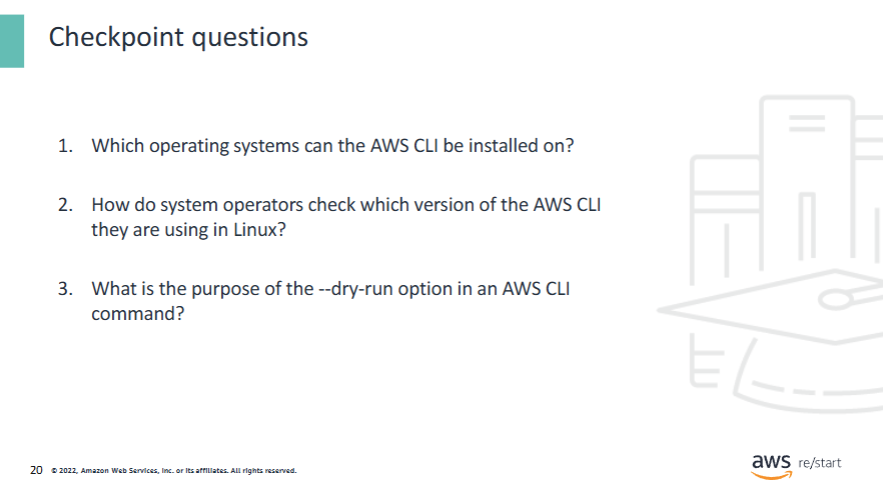 Checkpoint questions
1. Which operating systems can the AWS CLI be installed on?
2. How do system operators check which version of the AWS CLI
they are using in Linux?
3. What is the purpose of the --dry-run option in an AWS CLI
command?
20 © 2022, Amazon Web Services, Inc. or its affiliates. All rights reserved.
aws re/start